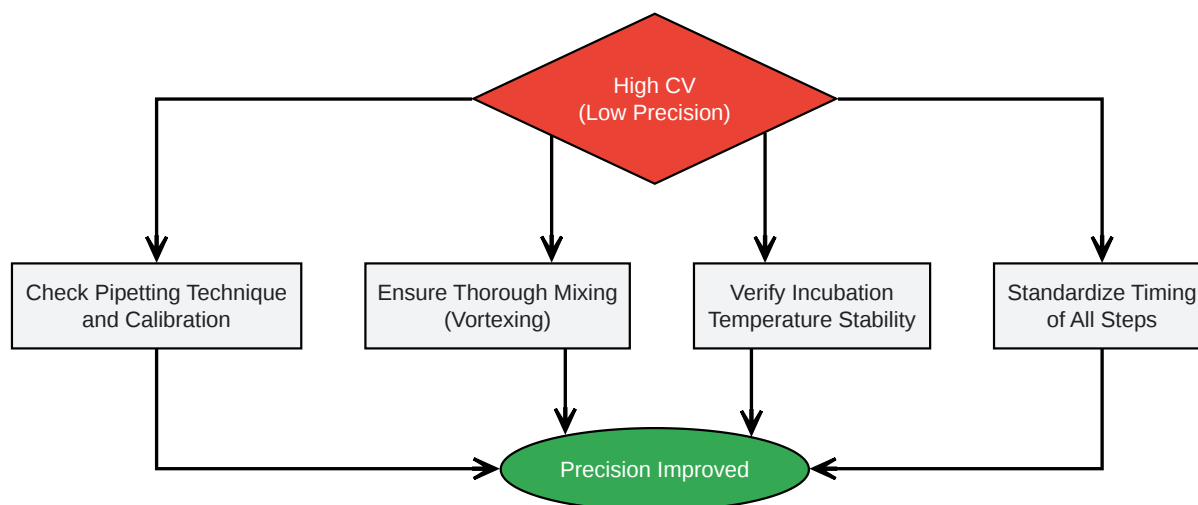 High CV
(Low Precision)
Check Pipetting Technique
and Calibration
Ensure Thorough Mixing
(Vortexing)
Verify Incubation
Temperature Stability
Standardize Timing
of All Steps
Precision Improved